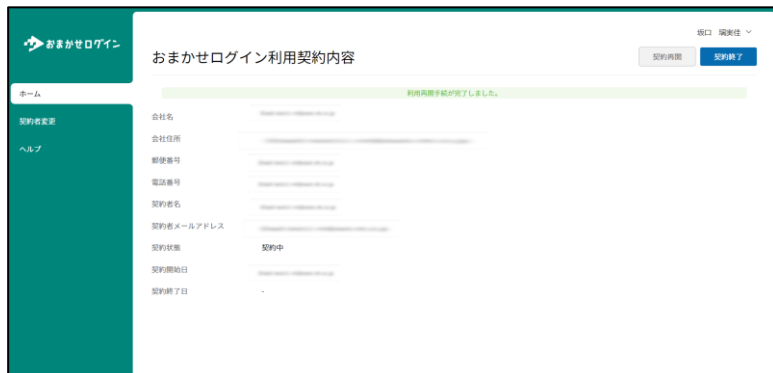 おまかせログイン
坂口 瑞実佳
おまかせログイン利用契約内容
契約再開
契約終了
ホーム
契約者変更
ヘルプ
利用再開手続が完了しました。
会社名
会社住所
郵便番号
電話番号
契約者名
契約者メールアドレス
契約状態 契約中
契約開始日
契約終了日 -